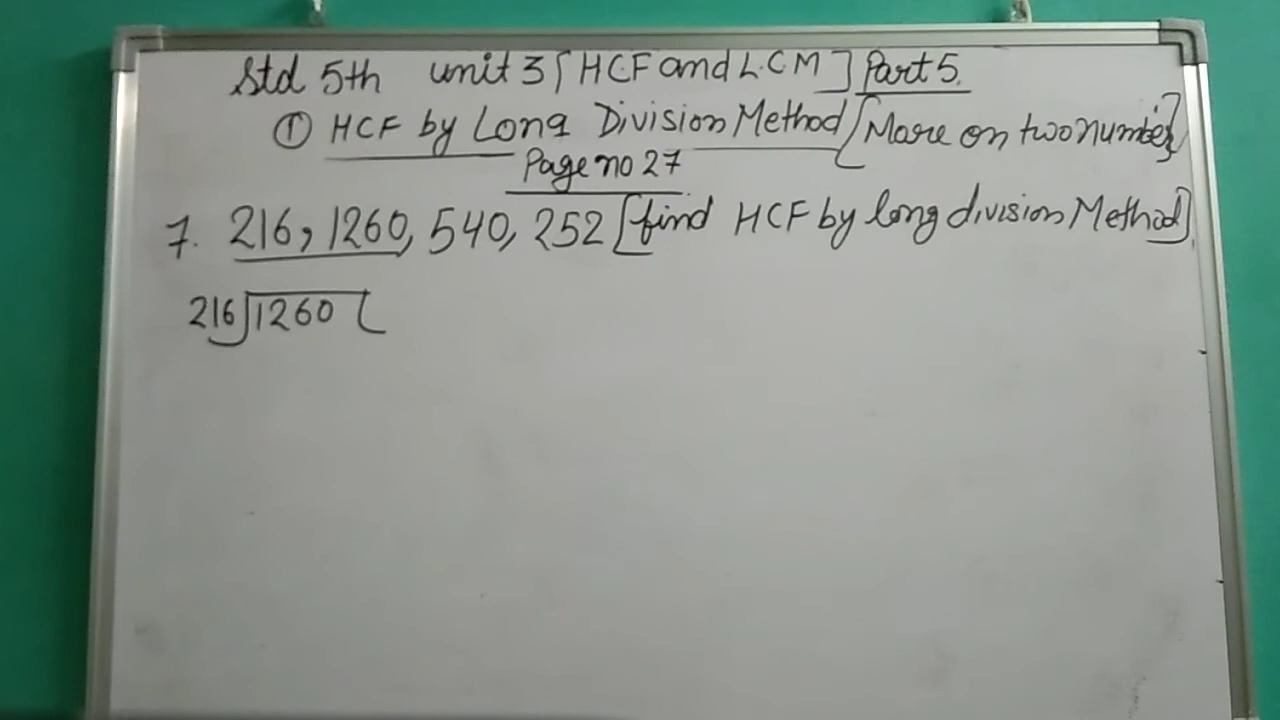 Std 5th unit 3 [HCF and L.C.M] Part 5.
① HCF by Long Division Method [More on two number]
Page no 27
7. 216, 1260, 540, 252 [find HCF by long division Method]
216)1260(